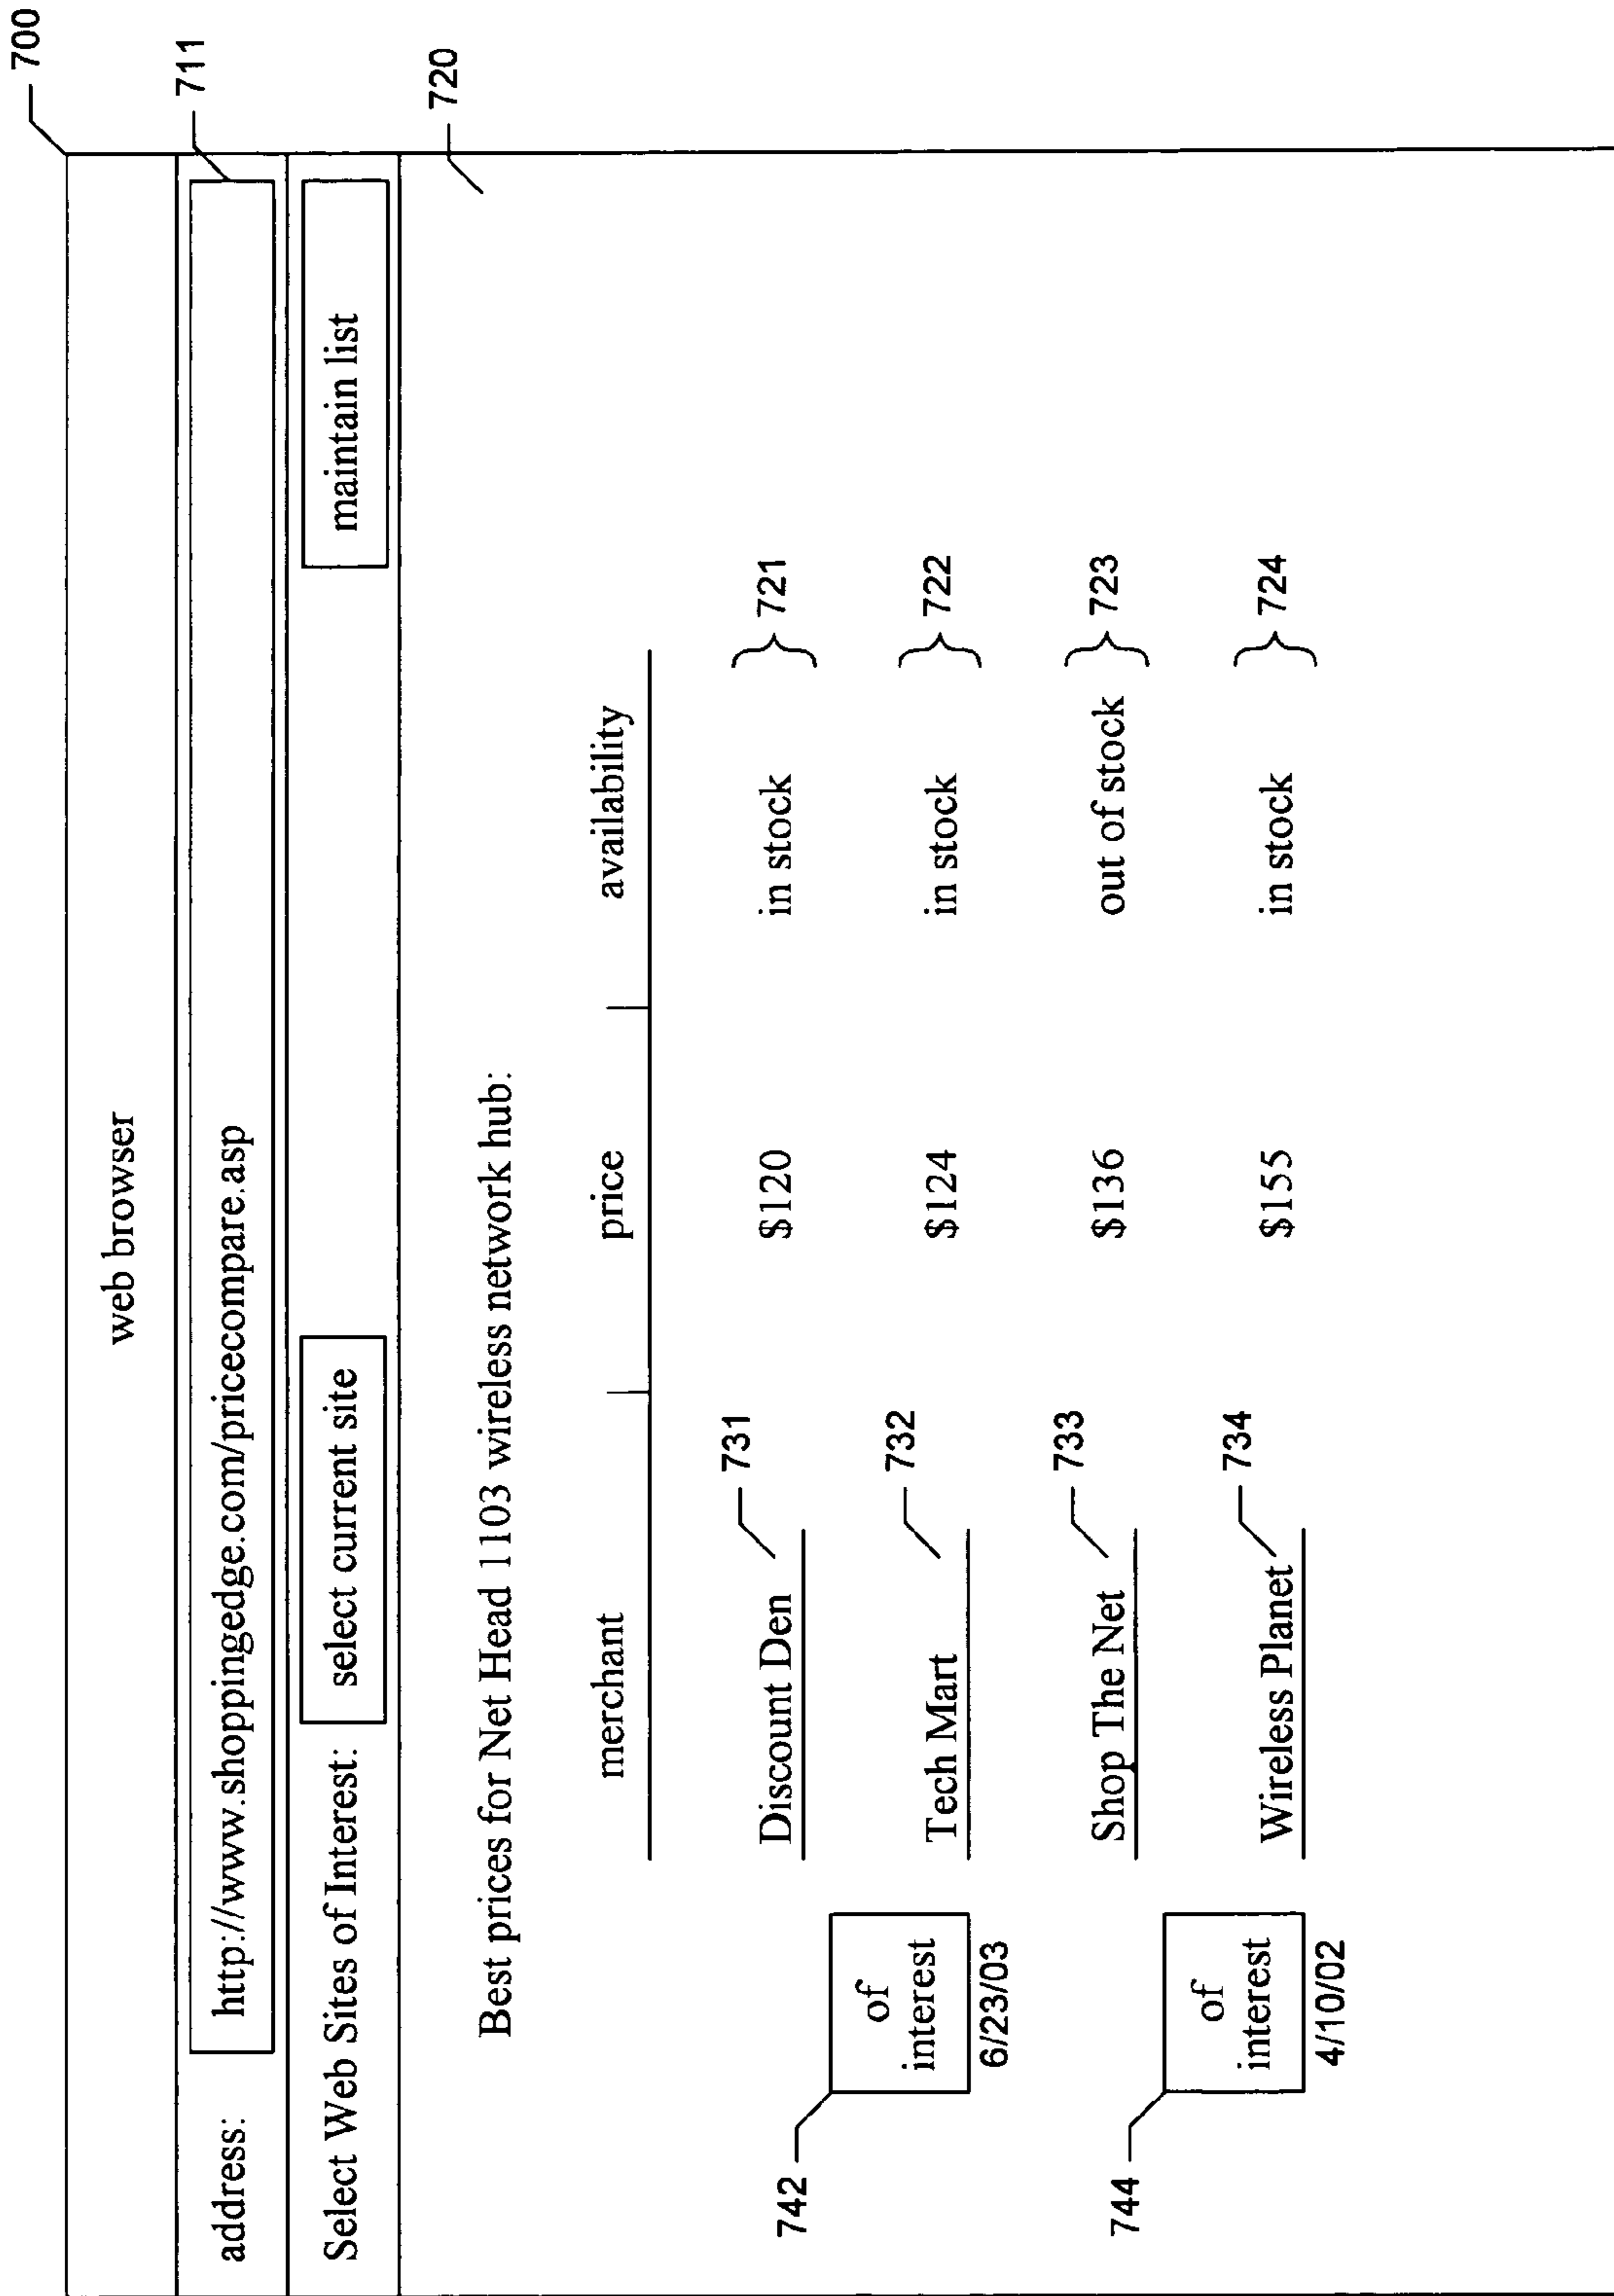 700
web browser
711
address: http://www.shoppingedge.com/pricecompare.asp
Select Web Sites of Interest: select current site maintain list
720
Best prices for Net Head 1103 wireless network hub:
merchant price availability
731
Discount Den $120 in stock 721
742
of
interest
6/23/03
732
Tech Mart $124 in stock 722
733
Shop The Net $136 out of stock 723
744
of
interest
4/10/02
734
Wireless Planet $155 in stock 724